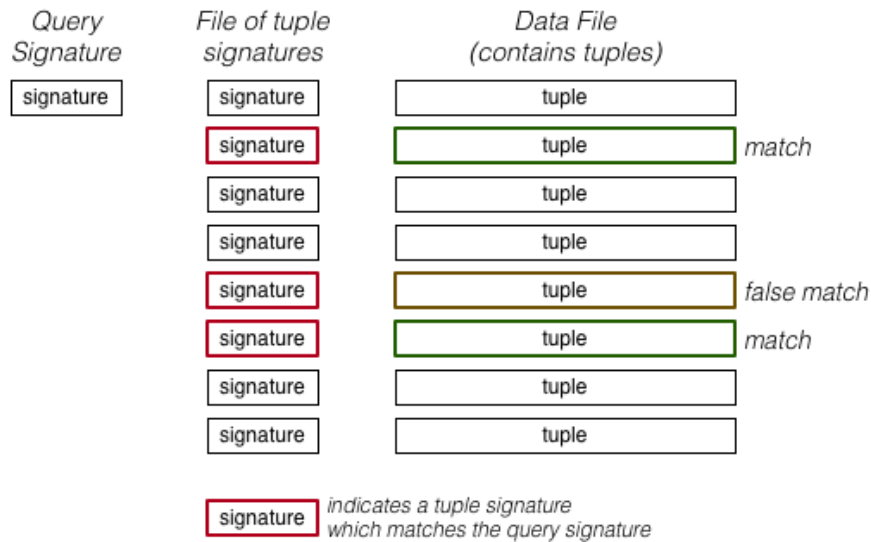 Query
Signature
File of tuple
signatures
Data File
(contains tuples)
signature
signature
tuple
signature
tuple
match
signature
tuple
signature
tuple
signature
tuple
false match
signature
tuple
match
signature
tuple
signature
tuple
signature
indicates a tuple signature
which matches the query signature